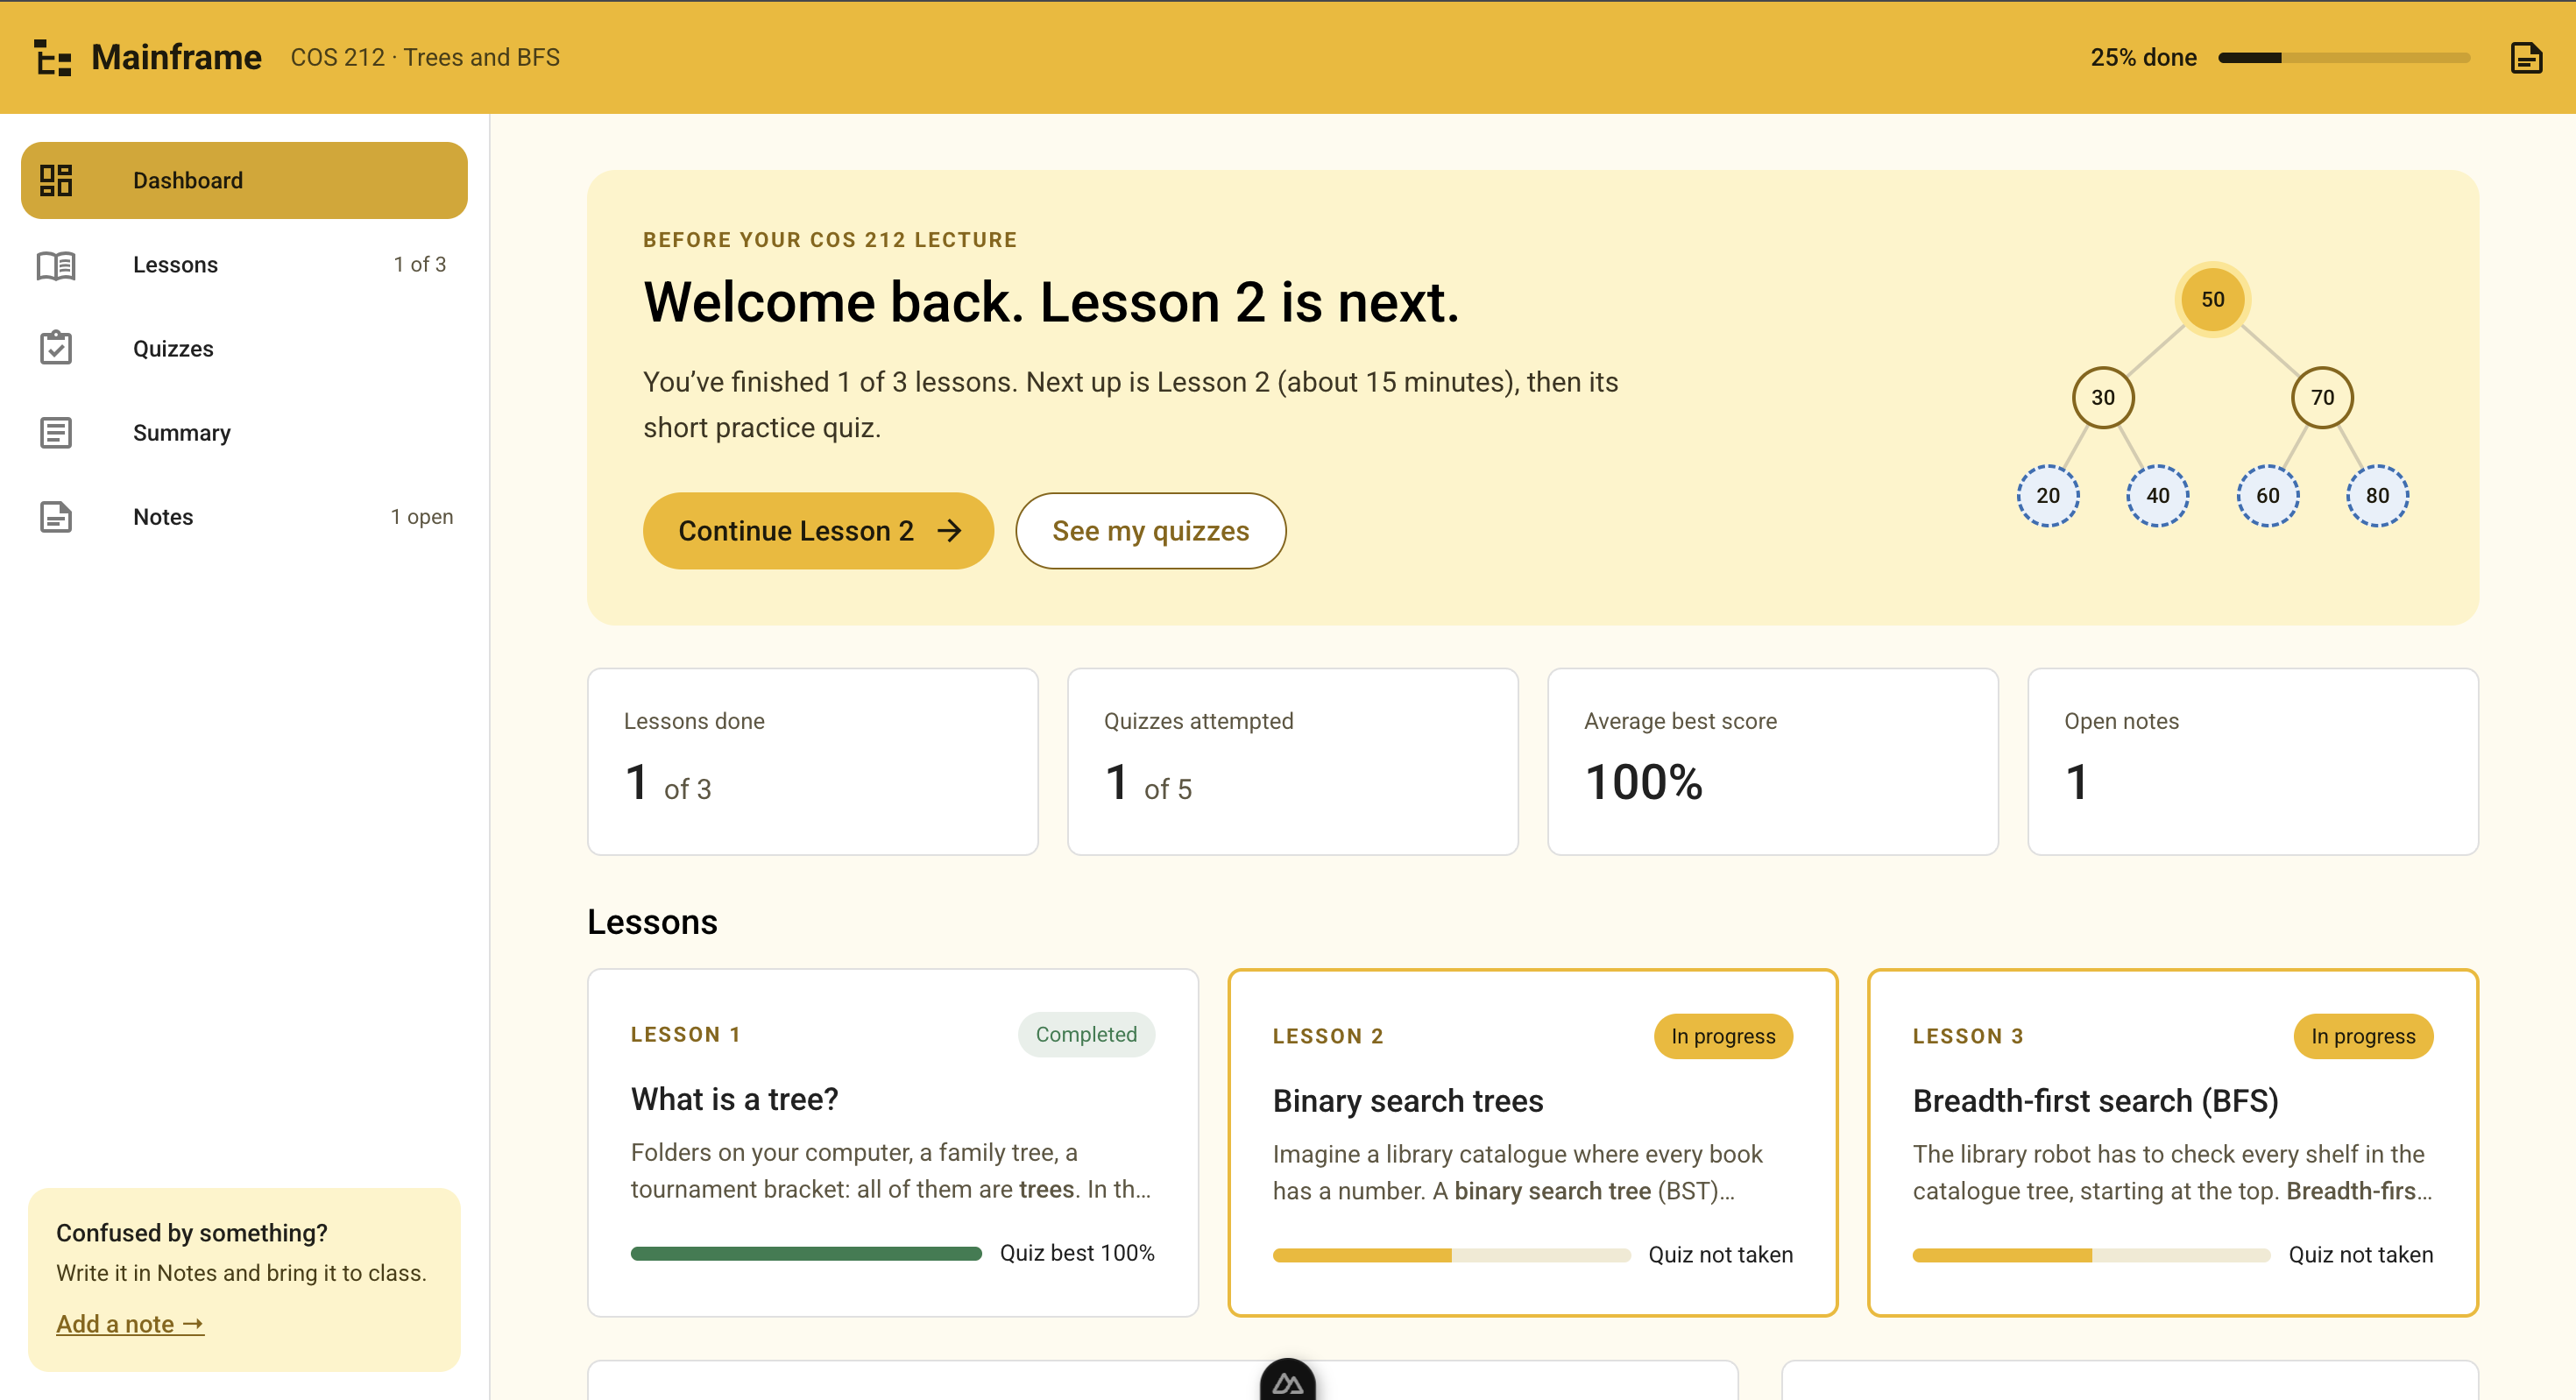 Mainframe COS 212 · Trees and BFS
25% done
Dashboard
Lessons 1 of 3
Quizzes
Summary
Notes 1 open
Confused by something?
Write it in Notes and bring it to class.
Add a note →
BEFORE YOUR COS 212 LECTURE
Welcome back. Lesson 2 is next.
You’ve finished 1 of 3 lessons. Next up is Lesson 2 (about 15 minutes), then its
short practice quiz.
Continue Lesson 2 →
See my quizzes
50
30 70
20 40 60 80
Lessons done
1 of 3
Quizzes attempted
1 of 5
Average best score
100%
Open notes
1
Lessons
LESSON 1 Completed
What is a tree?
Folders on your computer, a family tree, a
tournament bracket: all of them are trees. In th…
Quiz best 100%
LESSON 2 In progress
Binary search trees
Imagine a library catalogue where every book
has a number. A binary search tree (BST)…
Quiz not taken
LESSON 3 In progress
Breadth-first search (BFS)
The library robot has to check every shelf in the
catalogue tree, starting at the top. Breadth-firs…
Quiz not taken